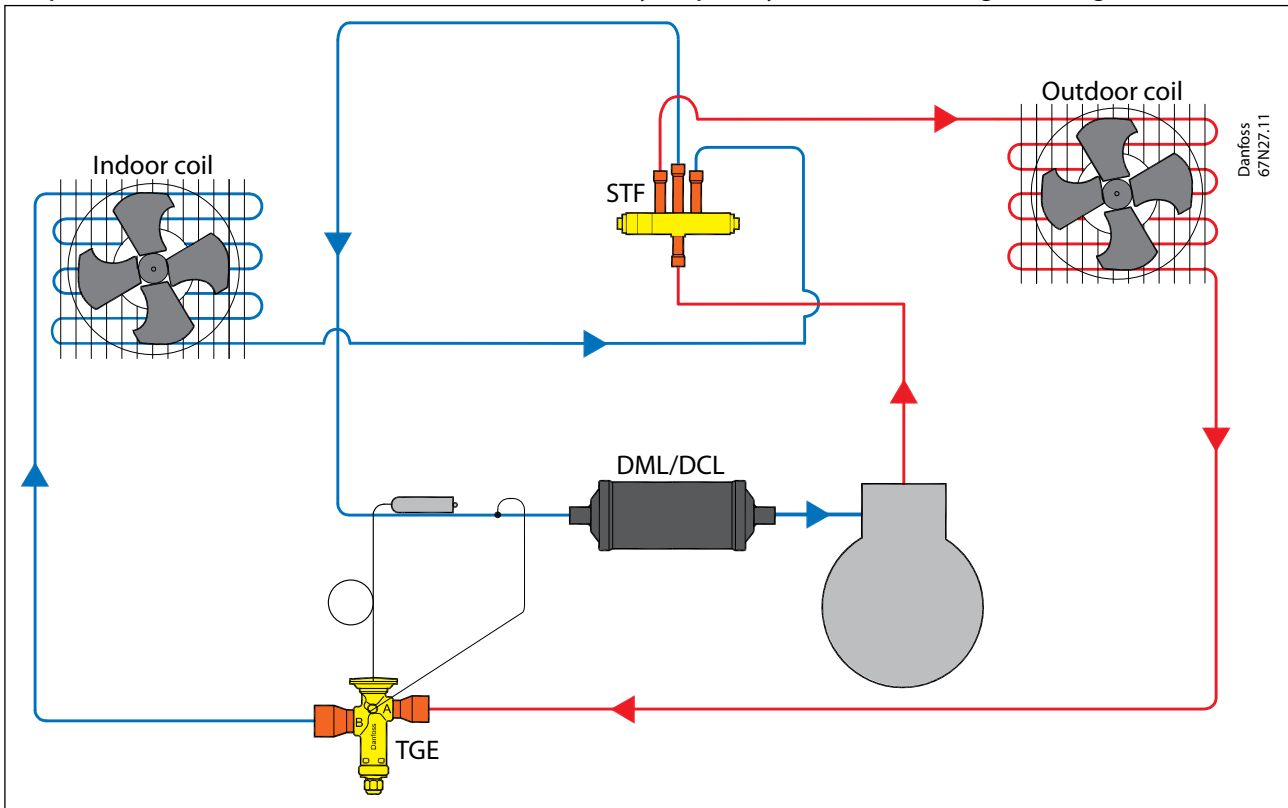 Outdoor coil
Danfoss
67N27.11
Indoor coil
STF
DML/DCL
A
B
Danfoss
TGE